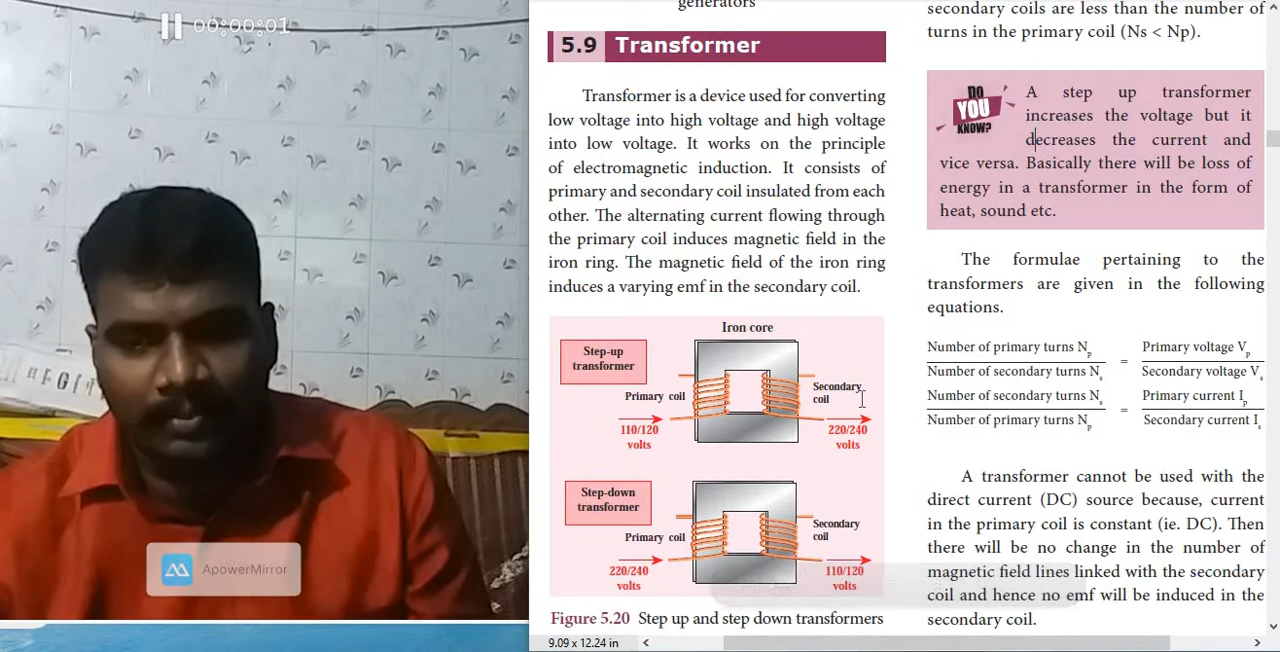 00:00:01
ApowerMirror
generators
5.9 Transformer
Transformer is a device used for converting
low voltage into high voltage and high voltage
into low voltage. It works on the principle
of electromagnetic induction. It consists of
primary and secondary coil insulated from each
other. The alternating current flowing through
the primary coil induces magnetic field in the
iron ring. The magnetic field of the iron ring
induces a varying emf in the secondary coil.
Iron core
Step-up
transformer
Primary coil
Secondary
coil
110/120
volts
220/240
volts
Step-down
transformer
Primary coil
Secondary
coil
220/240
volts
110/120
volts
Figure 5.20 Step up and step down transformers
9.09 x 12.24 in
secondary coils are less than the number of
turns in the primary coil (Ns < Np).
DO
YOU
KNOW?
A step up transformer
increases the voltage but it
decreases the current and
vice versa. Basically there will be loss of
energy in a transformer in the form of
heat, sound etc.
The formulae pertaining to the
transformers are given in the following
equations.
Number of primary turns Np = Primary voltage Vp
Number of secondary turns Ns Secondary voltage Vs
Number of secondary turns Ns = Primary current Ip
Number of primary turns Np Secondary current Is
A transformer cannot be used with the
direct current (DC) source because, current
in the primary coil is constant (ie. DC). Then
there will be no change in the number of
magnetic field lines linked with the secondary
coil and hence no emf will be induced in the
secondary coil.